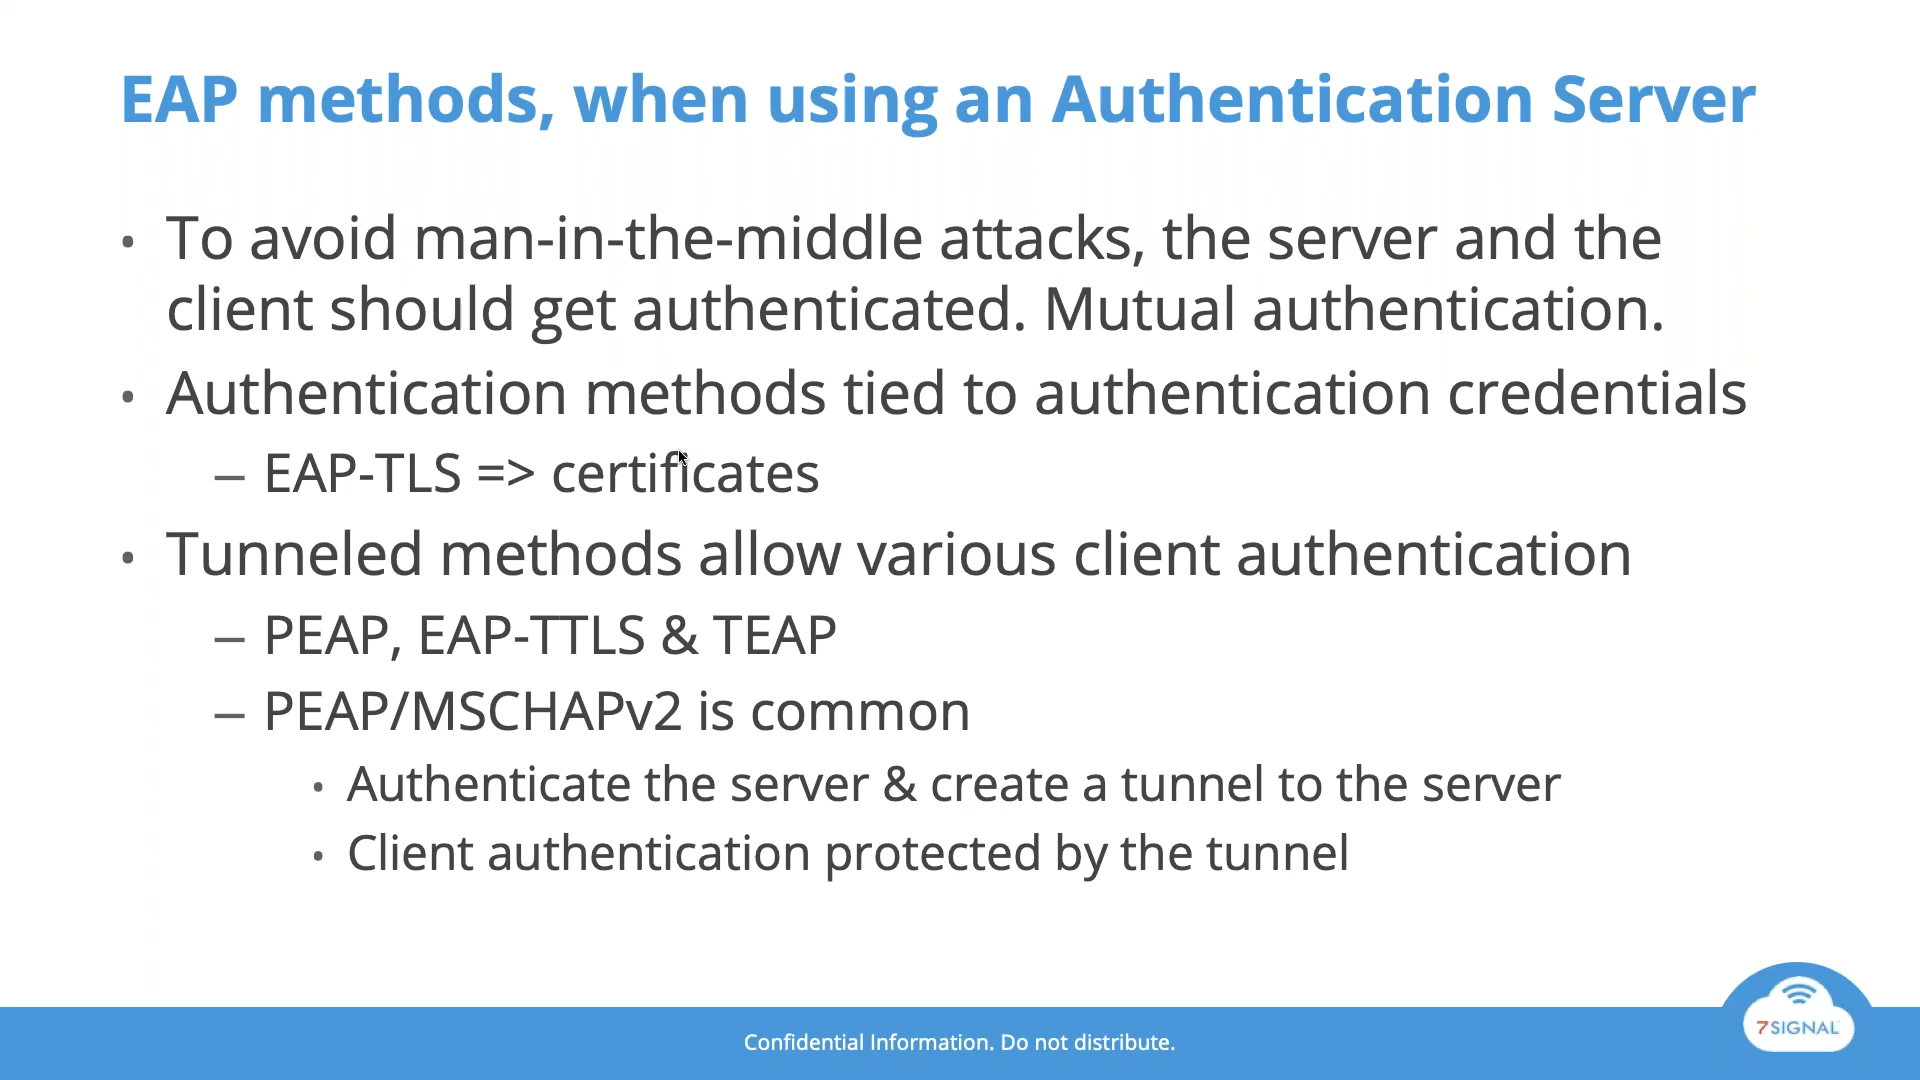 EAP methods, when using an Authentication Server
• To avoid man-in-the-middle attacks, the server and the
client should get authenticated. Mutual authentication.
• Authentication methods tied to authentication credentials
– EAP-TLS => certificates
• Tunneled methods allow various client authentication
– PEAP, EAP-TTLS & TEAP
– PEAP/MSCHAPv2 is common
• Authenticate the server & create a tunnel to the server
• Client authentication protected by the tunnel
7SIGNAL
Confidential Information. Do not distribute.